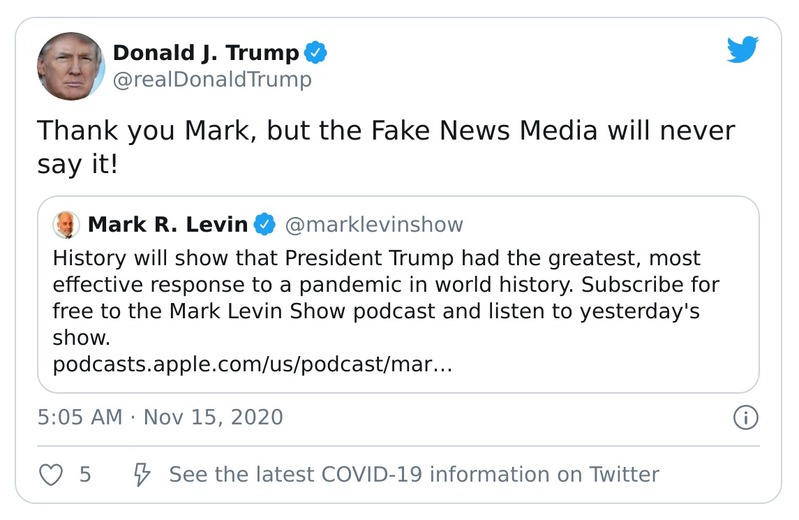 Donald J. Trump
@realDonaldTrump
Thank you Mark, but the Fake News Media will never
say it!
Mark R. Levin @marklevinshow
History will show that President Trump had the greatest, most
effective response to a pandemic in world history. Subscribe for
free to the Mark Levin Show podcast and listen to yesterday's
show.
podcasts.apple.com/us/podcast/mar…
5:05 AM · Nov 15, 2020
5 See the latest COVID-19 information on Twitter